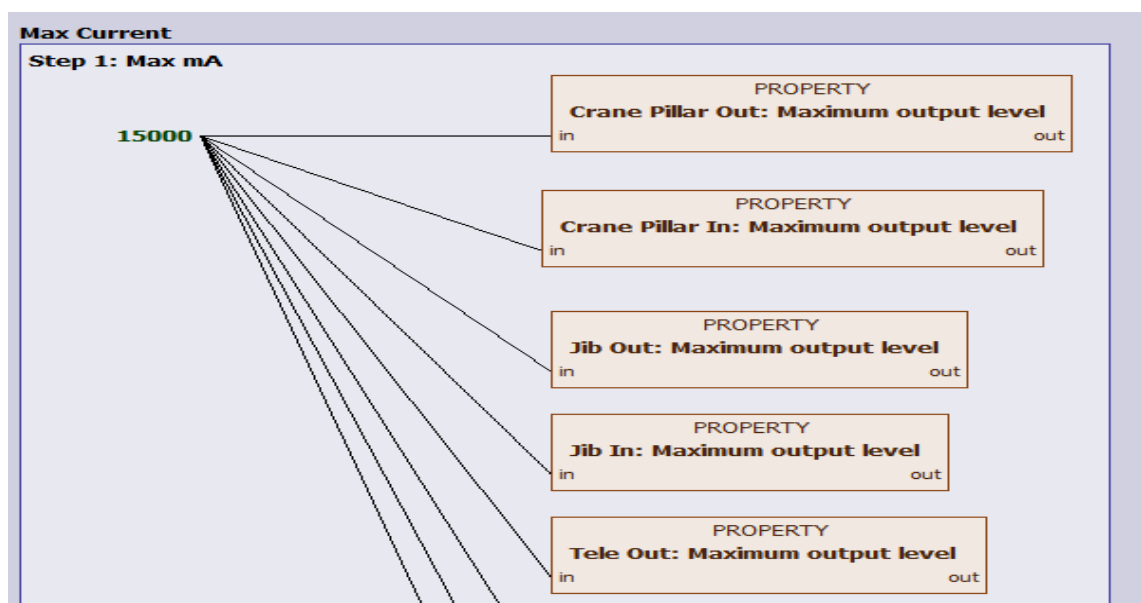 Max Current
Step 1: Max mA
15000
PROPERTY
Crane Pillar Out: Maximum output level
in out
PROPERTY
Crane Pillar In: Maximum output level
in out
PROPERTY
Jib Out: Maximum output level
in out
PROPERTY
Jib In: Maximum output level
in out
PROPERTY
Tele Out: Maximum output level
in out